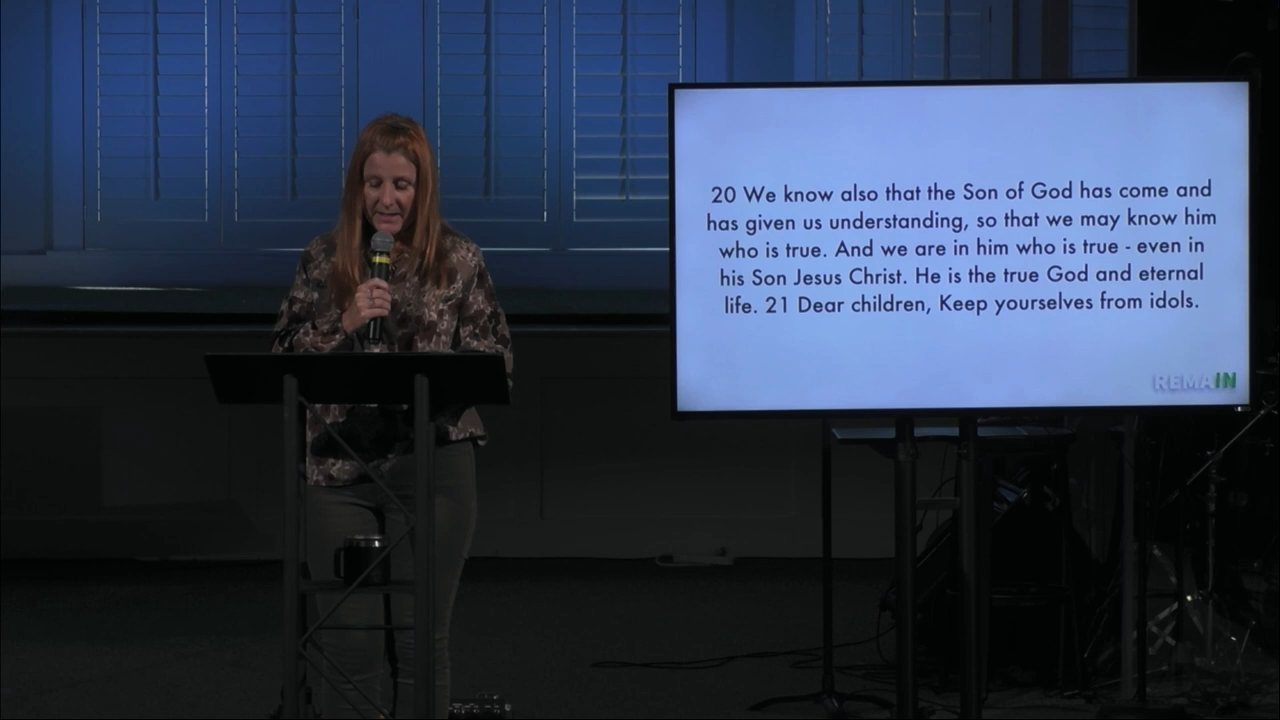 20 We know also that the Son of God has come and
has given us understanding, so that we may know him
who is true. And we are in him who is true - even in
his Son Jesus Christ. He is the true God and eternal
life. 21 Dear children, Keep yourselves from idols.
REMAIN